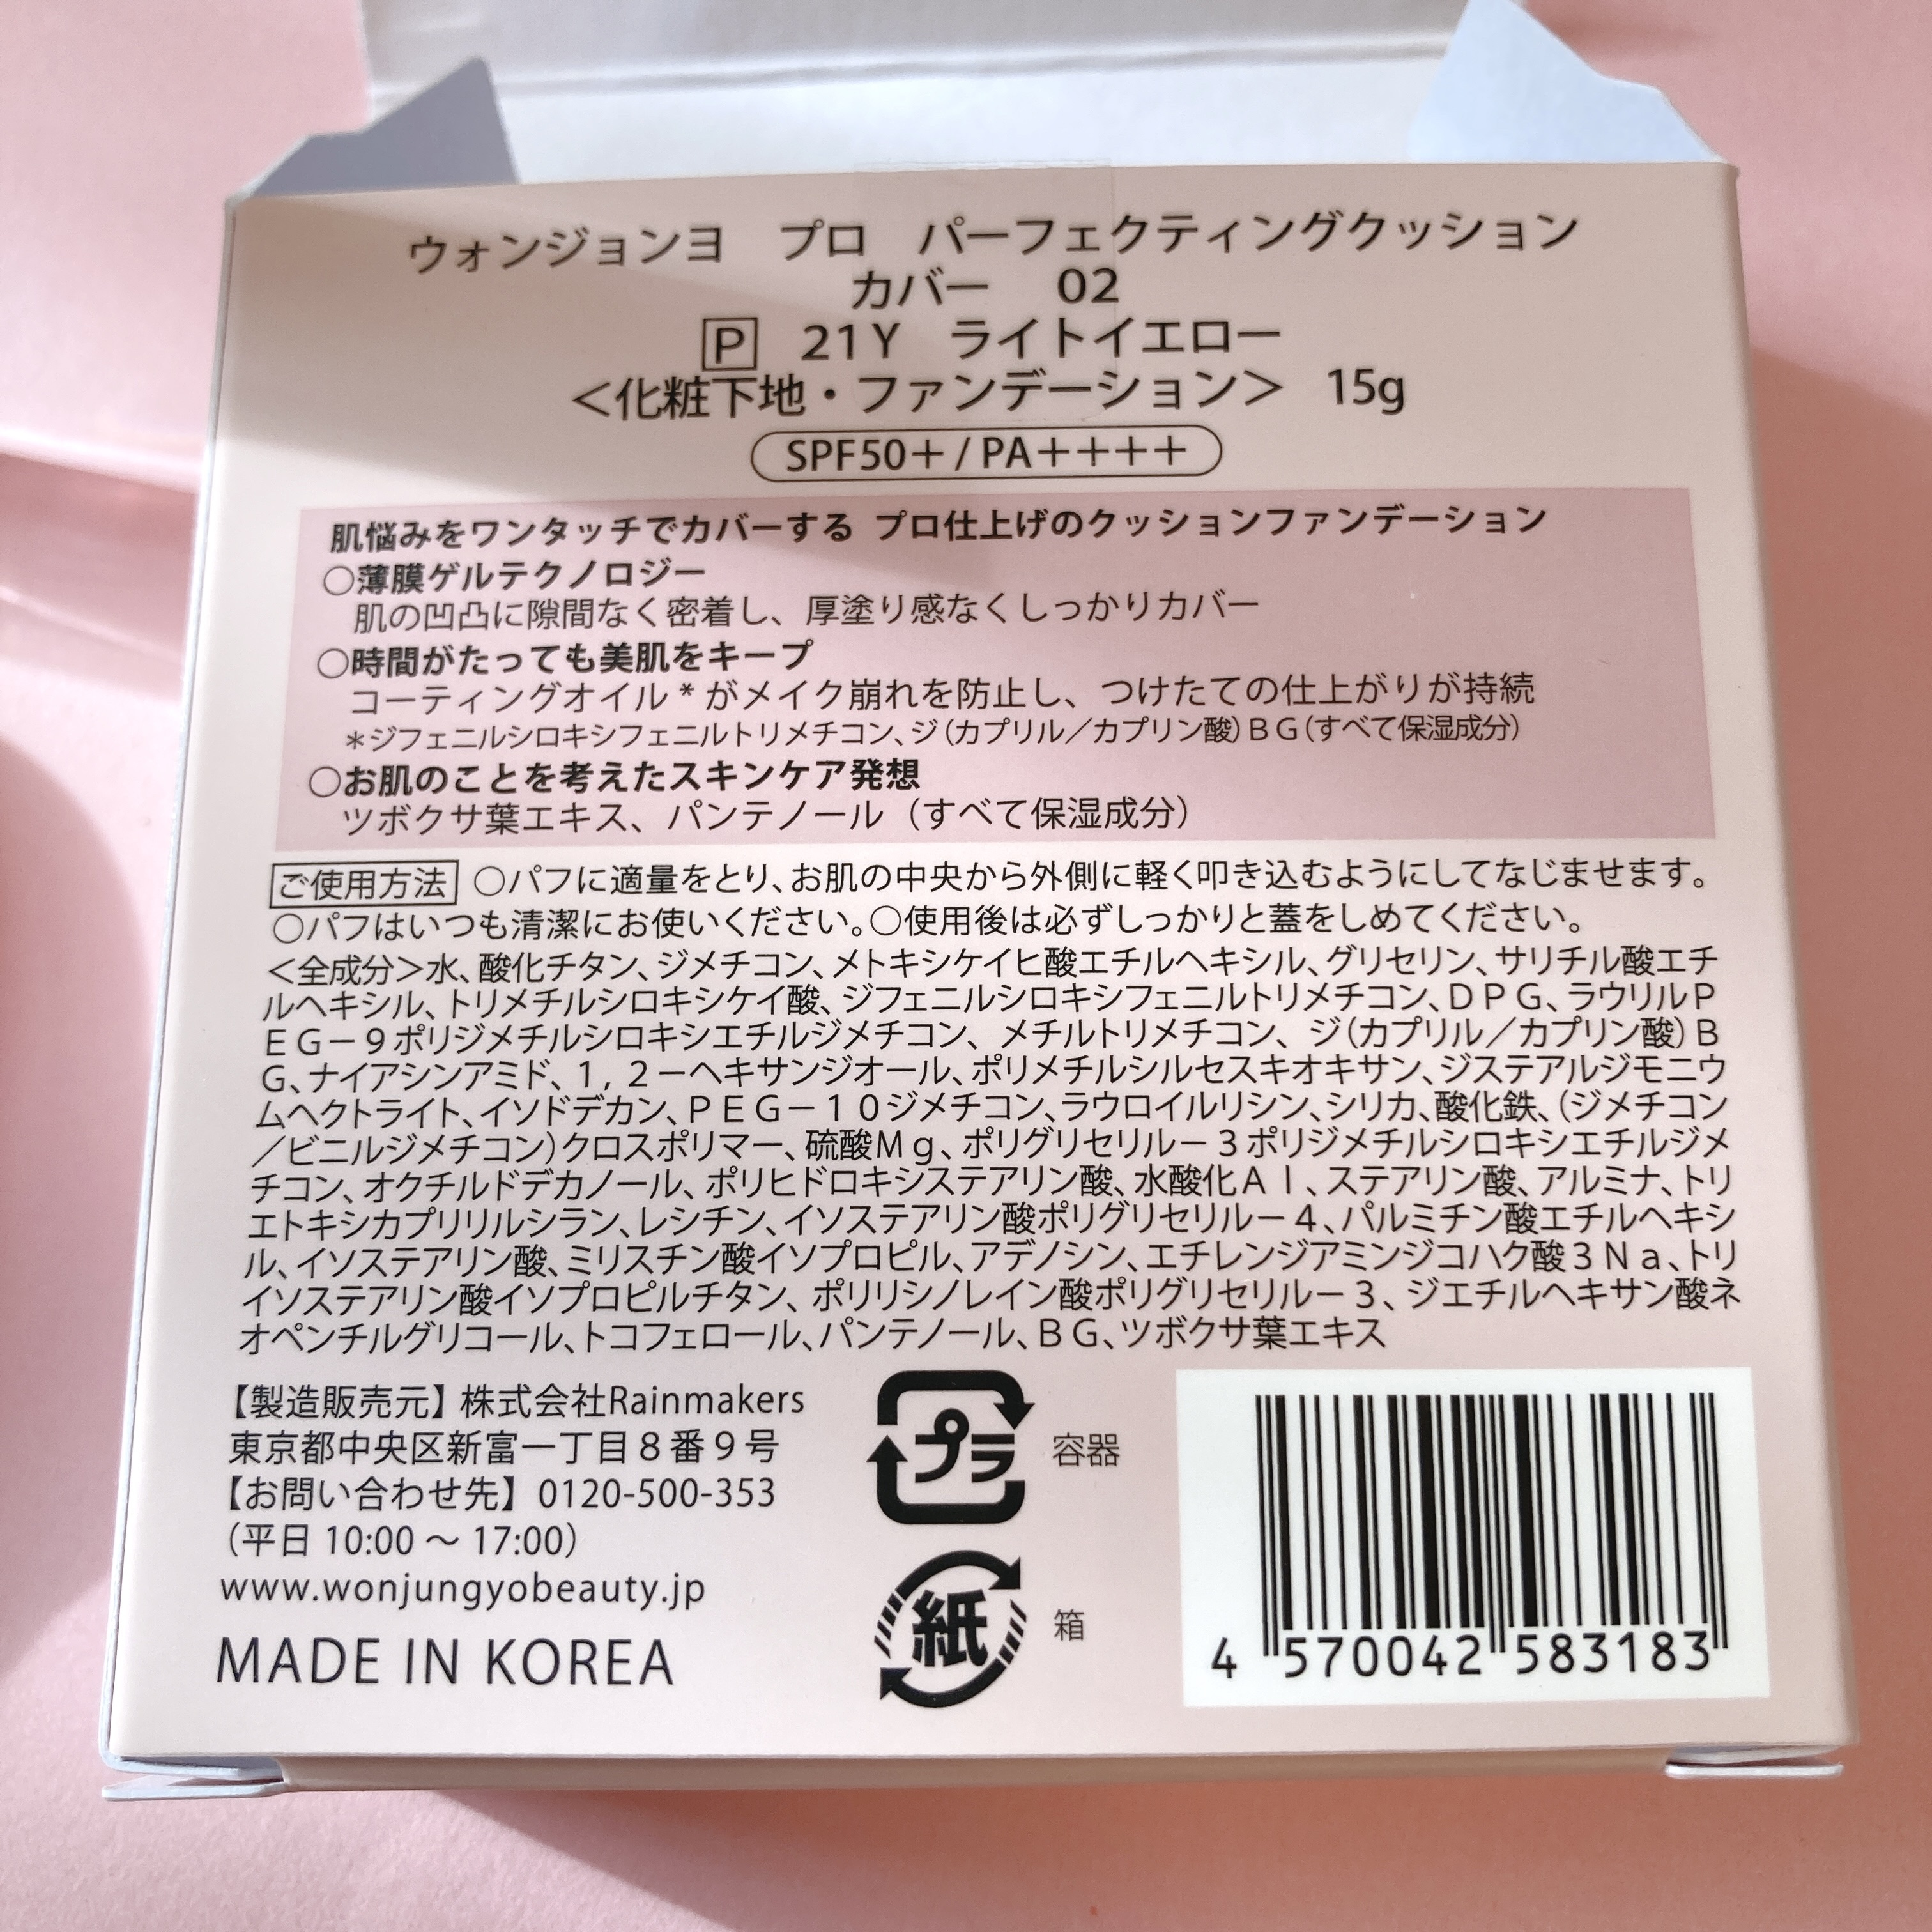 ウォンジョンヨ　プロ　パーフェクティングクッション
カバー　02
P　21Y　ライトイエロー
＜化粧下地・ファンデーション＞　15g
SPF50＋/PA＋＋＋＋
肌悩みをワンタッチでカバーする プロ仕上げのクッションファンデーション
○薄膜ゲルテクノロジー
肌の凹凸に隙間なく密着し、厚塗り感なくしっかりカバー
○時間がたっても美肌をキープ
コーティングオイル＊がメイク崩れを防止し、つけたての仕上がりが持続
＊ジフェニルシロキシフェニルトリメチコン、ジ（カプリル／カプリン酸）ＢＧ（すべて保湿成分）
○お肌のことを考えたスキンケア発想
ツボクサ葉エキス、パンテノール（すべて保湿成分）
ご使用方法 ○パフに適量をとり、お肌の中央から外側に軽く叩き込むようにしてなじませます。
○パフはいつも清潔にお使いください。○使用後は必ずしっかりと蓋をしめてください。
＜全成分＞水、酸化チタン、ジメチコン、メトキシケイヒ酸エチルヘキシル、グリセリン、サリチル酸エチ
ルヘキシル、トリメチルシロキシケイ酸、ジフェニルシロキシフェニルトリメチコン、ＤＰＧ、ラウリルＰ
ＥＧ－９ポリジメチルシロキシエチルジメチコン、メチルトリメチコン、ジ（カプリル／カプリン酸）Ｂ
Ｇ、ナイアシンアミド、１，２－ヘキサンジオール、ポリメチルシルセスキオキサン、ジステアルジモニウ
ムヘクトライト、イソドデカン、ＰＥＧ－１０ジメチコン、ラウロイルリシン、シリカ、酸化鉄、（ジメチコン
／ビニルジメチコン）クロスポリマー、硫酸Ｍｇ、ポリグリセリル－３ポリジメチルシロキシエチルジメ
チコン、オクチルドデカノール、ポリヒドロキシステアリン酸、水酸化Ａｌ、ステアリン酸、アルミナ、トリ
エトキシカプリリルシラン、レシチン、イソステアリン酸ポリグリセリル－４、パルミチン酸エチルヘキシ
ル、イソステアリン酸、ミリスチン酸イソプロピル、アデノシン、エチレンジアミンジコハク酸３Ｎａ、トリ
イソステアリン酸イソプロピルチタン、ポリリシノレイン酸ポリグリセリル－３、ジエチルヘキサン酸ネ
オペンチルグリコール、トコフェロール、パンテノール、ＢＧ、ツボクサ葉エキス
【製造販売元】株式会社Rainmakers
東京都中央区新富一丁目８番９号
【お問い合わせ先】0120-500-353
（平日 10:00 ～ 17:00）
www.wonjungyobeauty.jp
MADE IN KOREA
プラ 容器
紙 箱
4 570042 583183